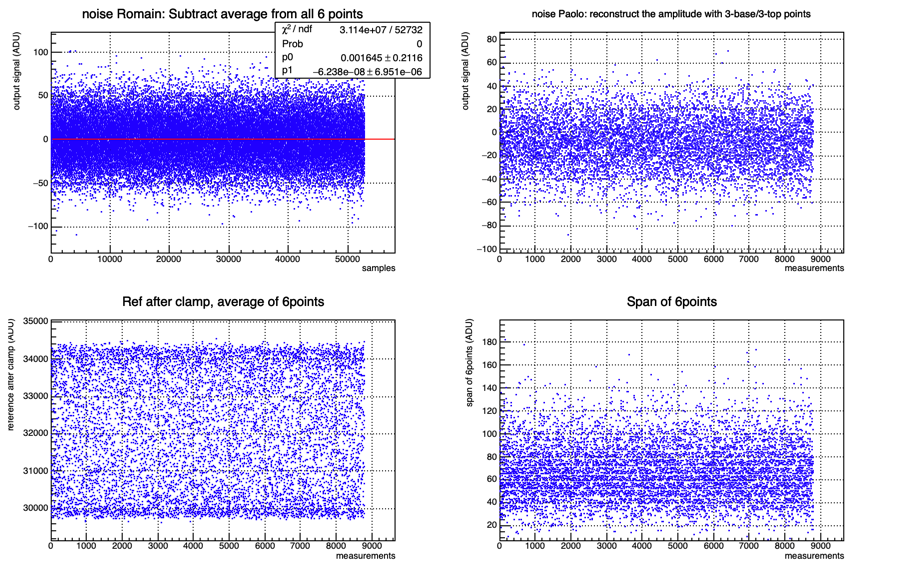 noise Romain: Subtract average from all 6 points
χ² / ndf 3.114e+07 / 52732
Prob 0
p0 0.001645 ± 0.2116
p1 −6.238e−08 ± 6.951e−06
output signal (ADU)
100
50
0
−50
−100
0 10000 20000 30000 40000 50000
samples
noise Paolo: reconstruct the amplitude with 3-base/3-top points
output signal (ADU)
80
60
40
20
0
−20
−40
−60
−80
−100
0 1000 2000 3000 4000 5000 6000 7000 8000 9000
measurements
Ref after clamp, average of 6points
reference after clamp (ADU)
35000
34000
33000
32000
31000
30000
0 1000 2000 3000 4000 5000 6000 7000 8000 9000
measurements
Span of 6points
span of 6points (ADU)
180
160
140
120
100
80
60
40
20
0 1000 2000 3000 4000 5000 6000 7000 8000 9000
measurements